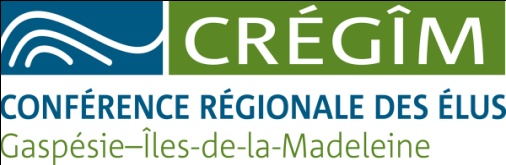 CRÉGÎM
CONFÉRENCE RÉGIONALE DES ÉLUS
Gaspésie–Îles-de-la-Madeleine